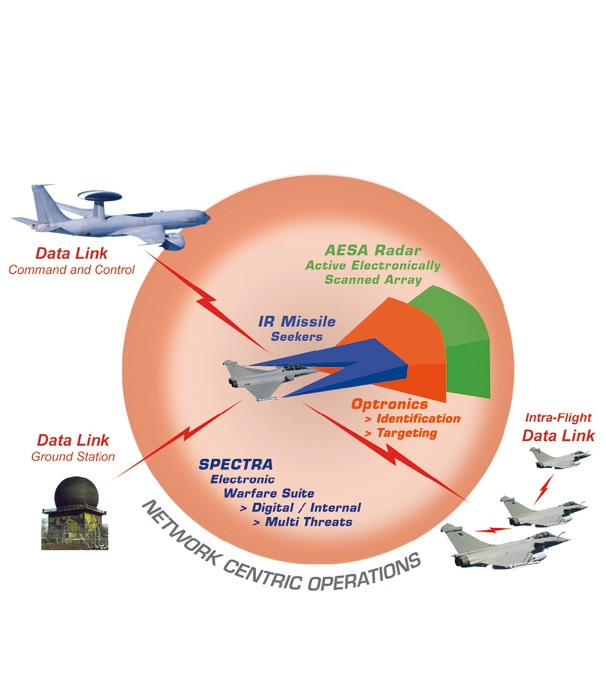 Data Link
Command and Control
AESA Radar
Active Electronically
Scanned Array
IR Missile
Seekers
Optronics
> Identification
> Targeting
Intra-Flight
Data Link
Data Link
Ground Station
SPECTRA
Electronic
Warfare Suite
> Digital / Internal
> Multi Threats
NETWORK CENTRIC OPERATIONS